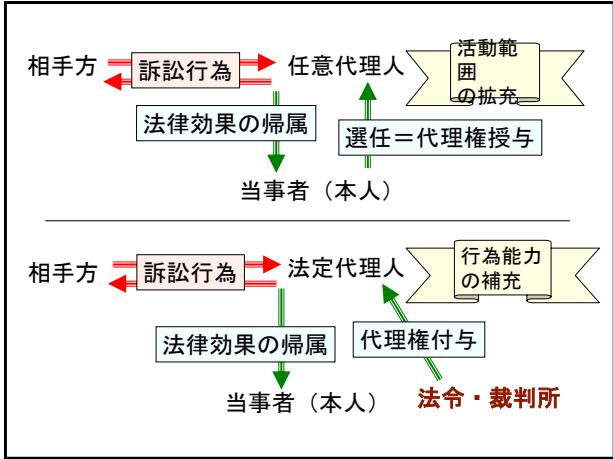 活動範
囲
の拡充
相手方
訴訟行為
任意代理人
法律効果の帰属
選任＝代理権授与
当事者（本人）
相手方
訴訟行為
法定代理人
行為能力
の補充
法律効果の帰属
代理権付与
当事者（本人）
法令・裁判所